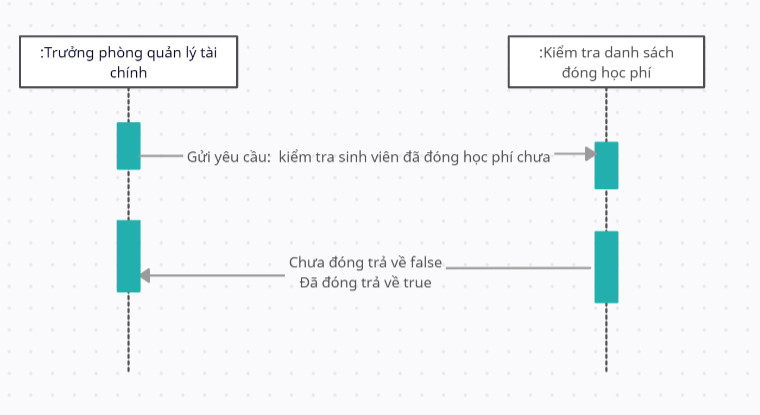 :Trưởng phòng quản lý tài
chính
:Kiểm tra danh sách
đóng học phí
Gửi yêu cầu: kiểm tra sinh viên đã đóng học phí chưa
Chưa đóng trả về false
Đã đóng trả về true